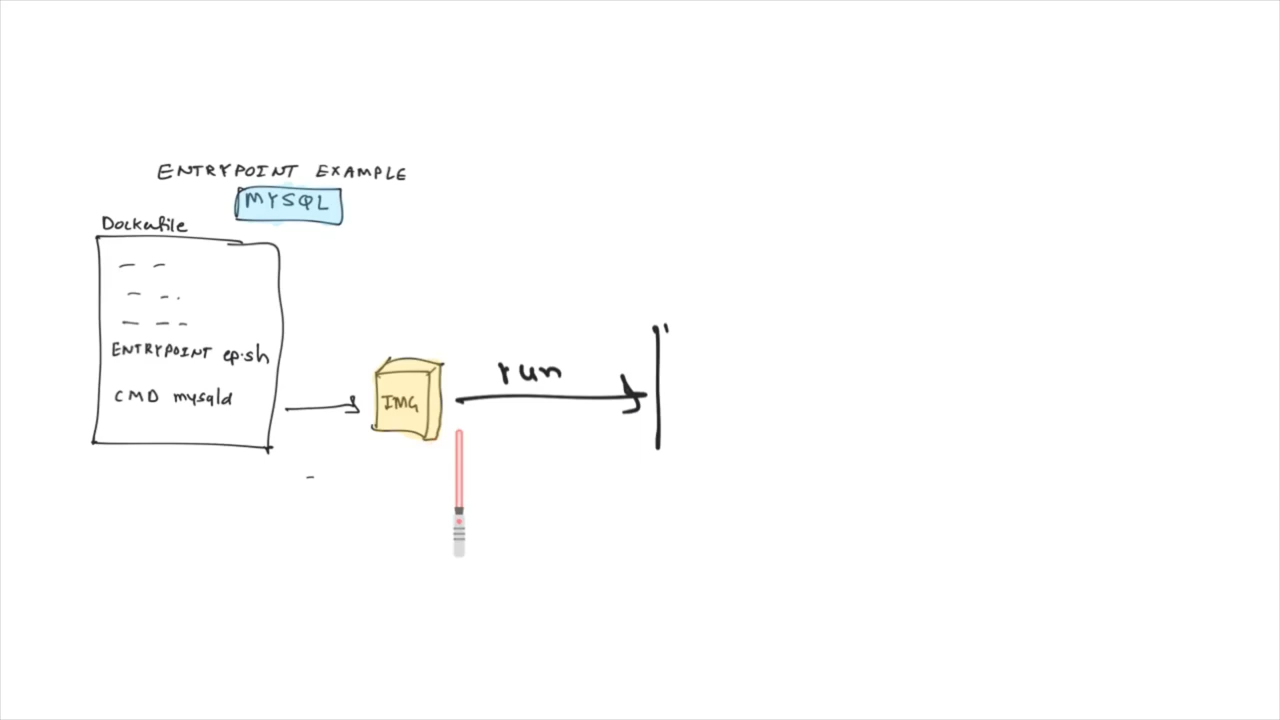 ENTRYPOINT EXAMPLE
MYSQL
Dockerfile
ENTRYPOINT ep.sh
CMD mysqld
IMG
run